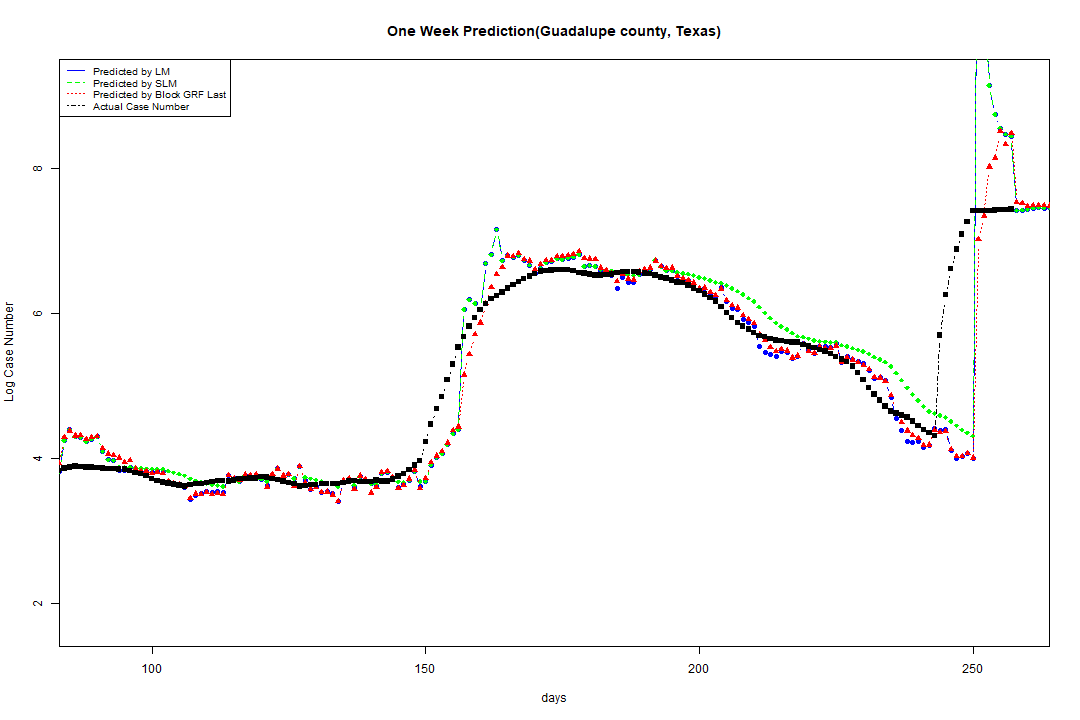 One Week Prediction(Guadalupe county, Texas)
Predicted by LM
Predicted by SLM
Predicted by Block GRF Last
Actual Case Number
Log Case Number
8
6
4
2
100 150 200 250
days